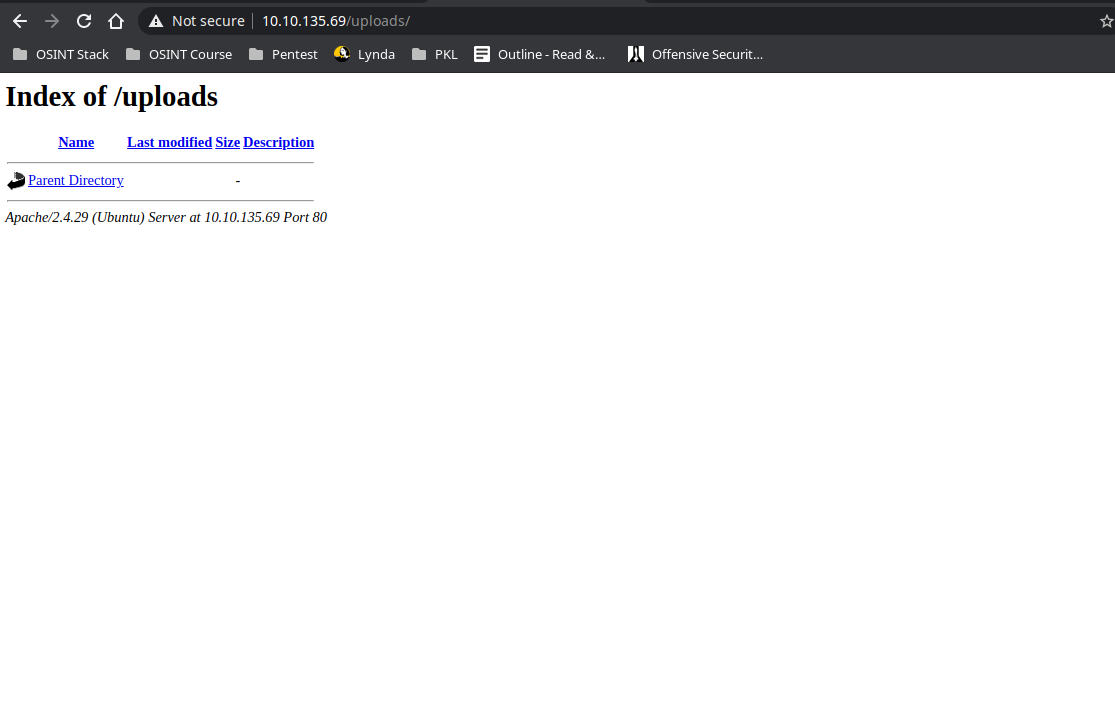 Not secure 10.10.135.69/uploads/
OSINT Stack OSINT Course Pentest Lynda PKL Outline - Read &... Offensive Securit...
Index of /uploads
Name Last modified Size Description
Parent Directory -
Apache/2.4.29 (Ubuntu) Server at 10.10.135.69 Port 80